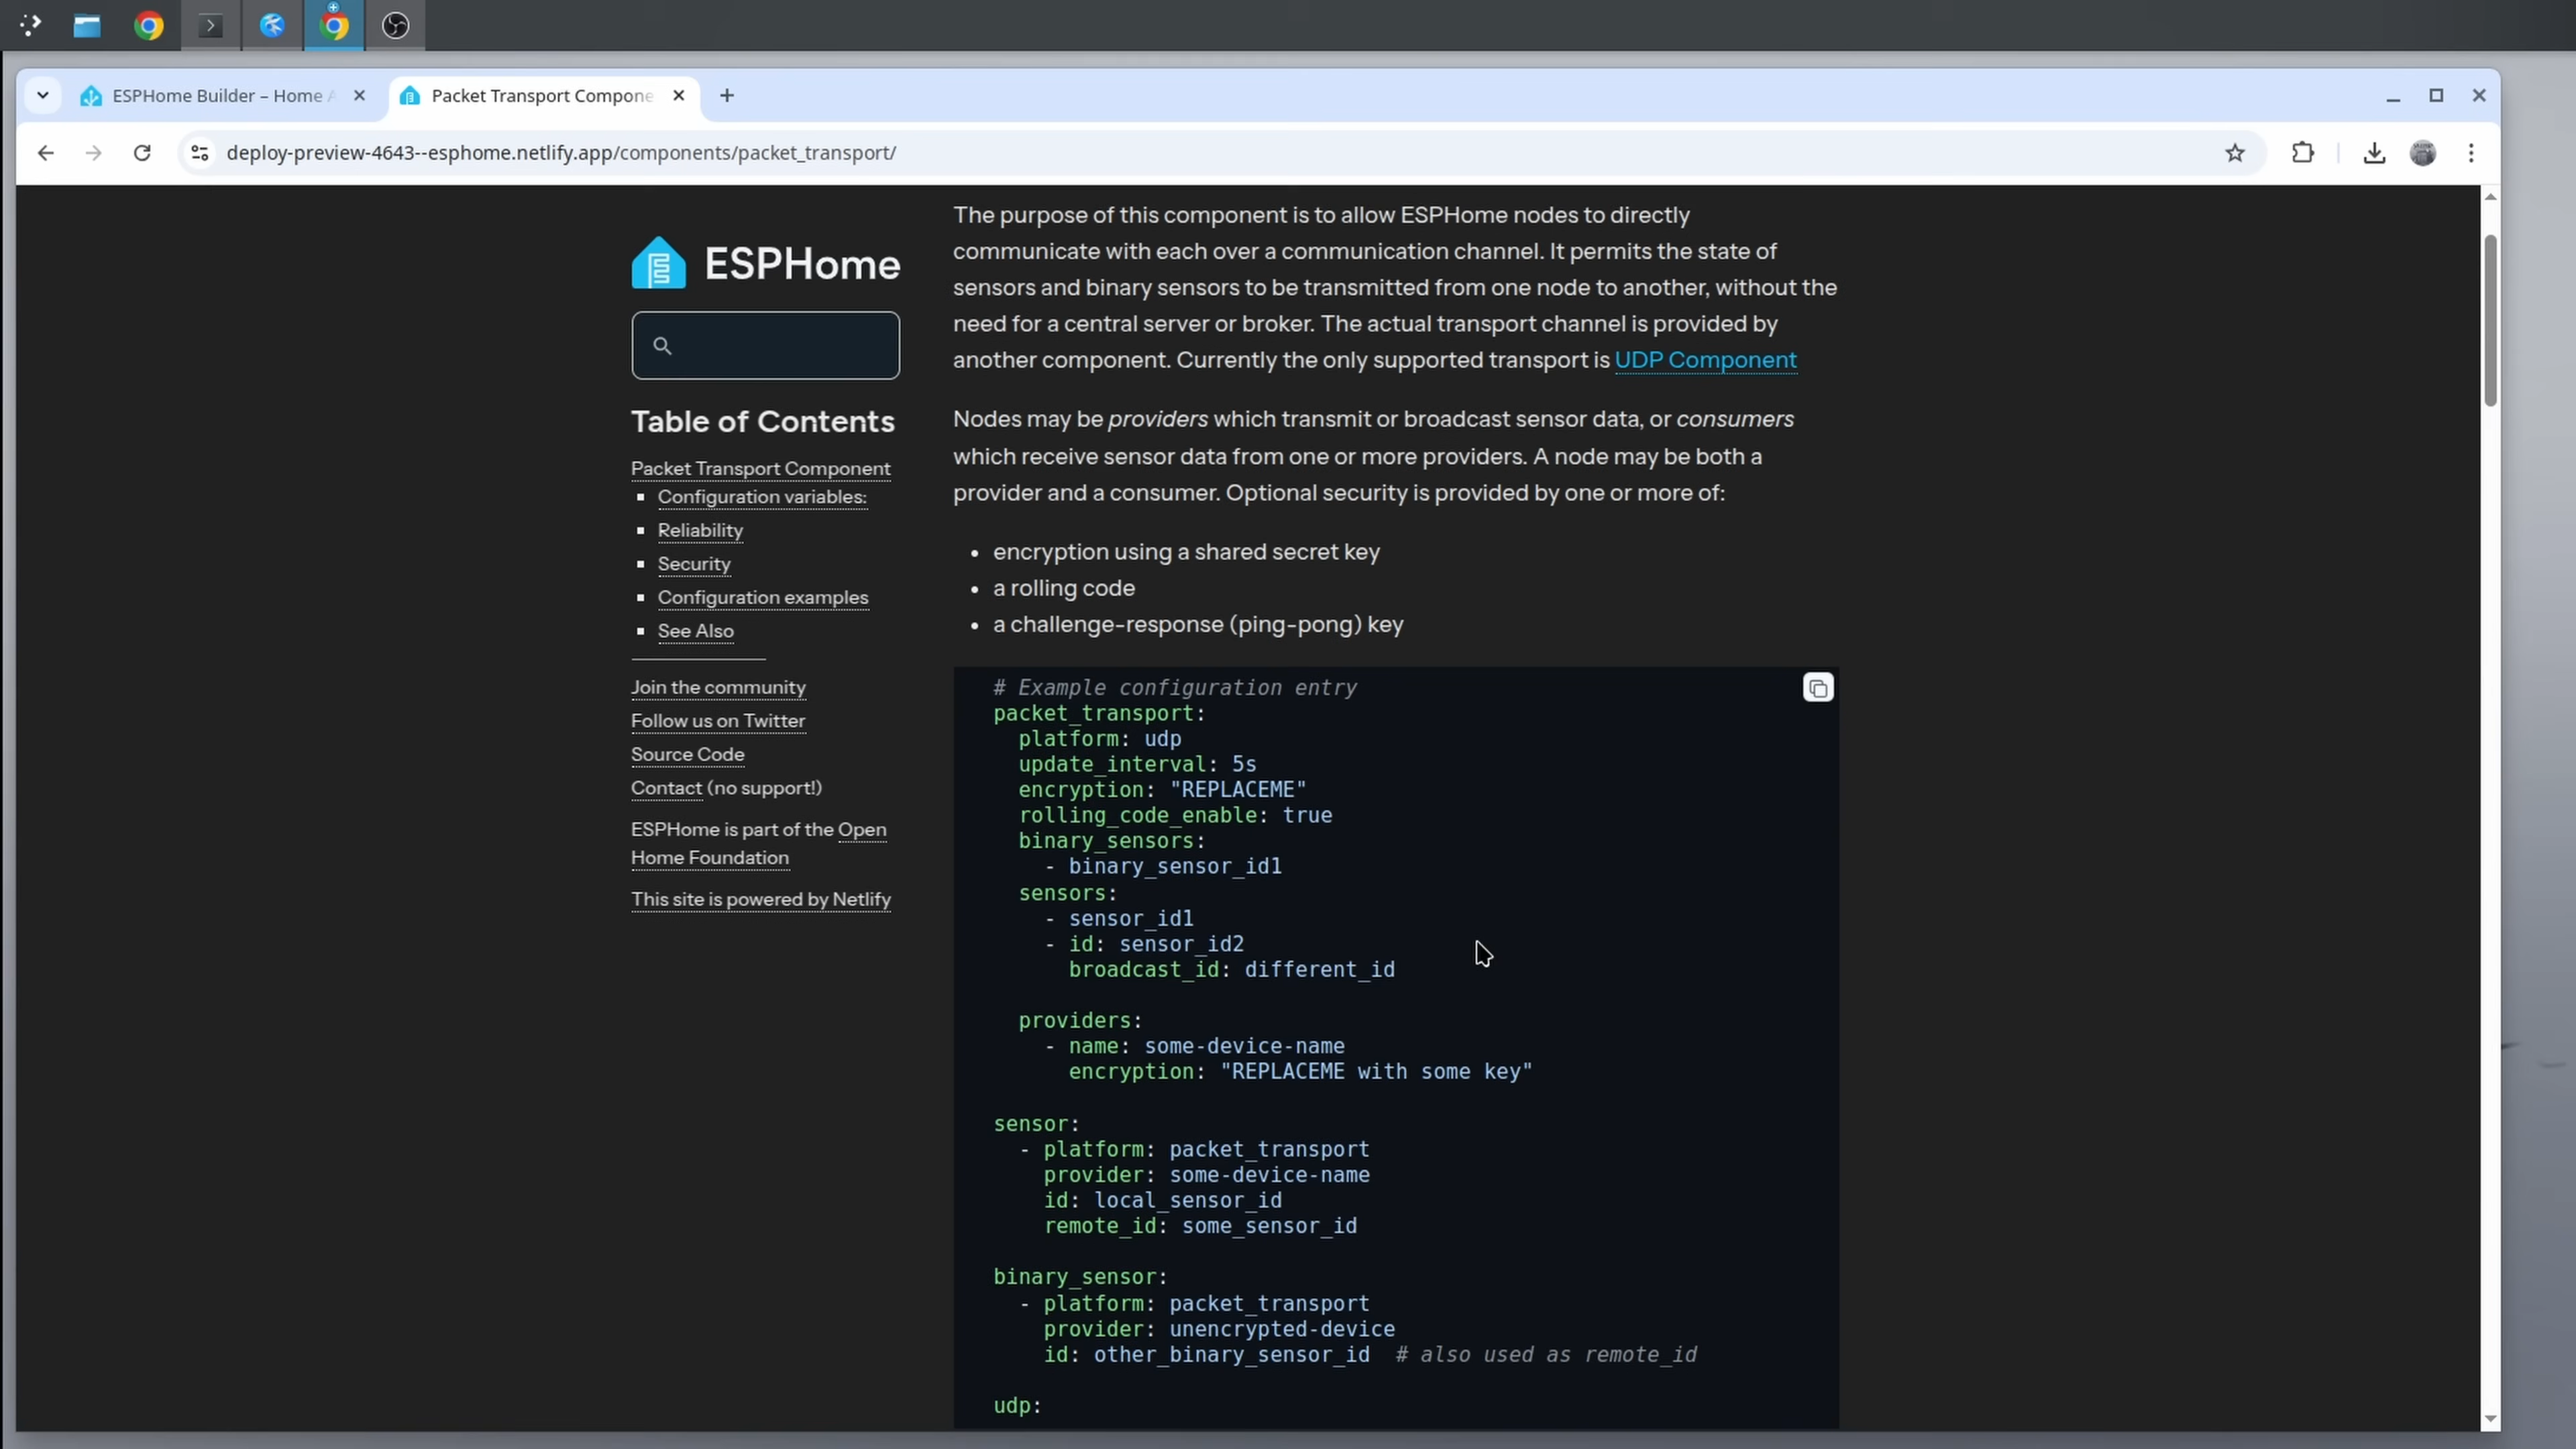 ESPHome Builder – Home A
Packet Transport Compone
deploy-preview-4643--esphome.netlify.app/components/packet_transport/
ESPHome
Table of Contents
Packet Transport Component
Configuration variables:
Reliability
Security
Configuration examples
See Also
Join the community
Follow us on Twitter
Source Code
Contact (no support!)
ESPHome is part of the Open
Home Foundation
This site is powered by Netlify
The purpose of this component is to allow ESPHome nodes to directly
communicate with each over a communication channel. It permits the state of
sensors and binary sensors to be transmitted from one node to another, without the
need for a central server or broker. The actual transport channel is provided by
another component. Currently the only supported transport is UDP Component
Nodes may be providers which transmit or broadcast sensor data, or consumers
which receive sensor data from one or more providers. A node may be both a
provider and a consumer. Optional security is provided by one or more of:
• encryption using a shared secret key
• a rolling code
• a challenge-response (ping-pong) key
# Example configuration entry
packet_transport:
  platform: udp
  update_interval: 5s
  encryption: "REPLACEME"
  rolling_code_enable: true
  binary_sensors:
    - binary_sensor_id1
  sensors:
    - sensor_id1
    - id: sensor_id2
      broadcast_id: different_id
  providers:
    - name: some-device-name
      encryption: "REPLACEME with some key"
sensor:
  - platform: packet_transport
    provider: some-device-name
    id: local_sensor_id
    remote_id: some_sensor_id
binary_sensor:
  - platform: packet_transport
    provider: unencrypted-device
    id: other_binary_sensor_id  # also used as remote_id
udp: